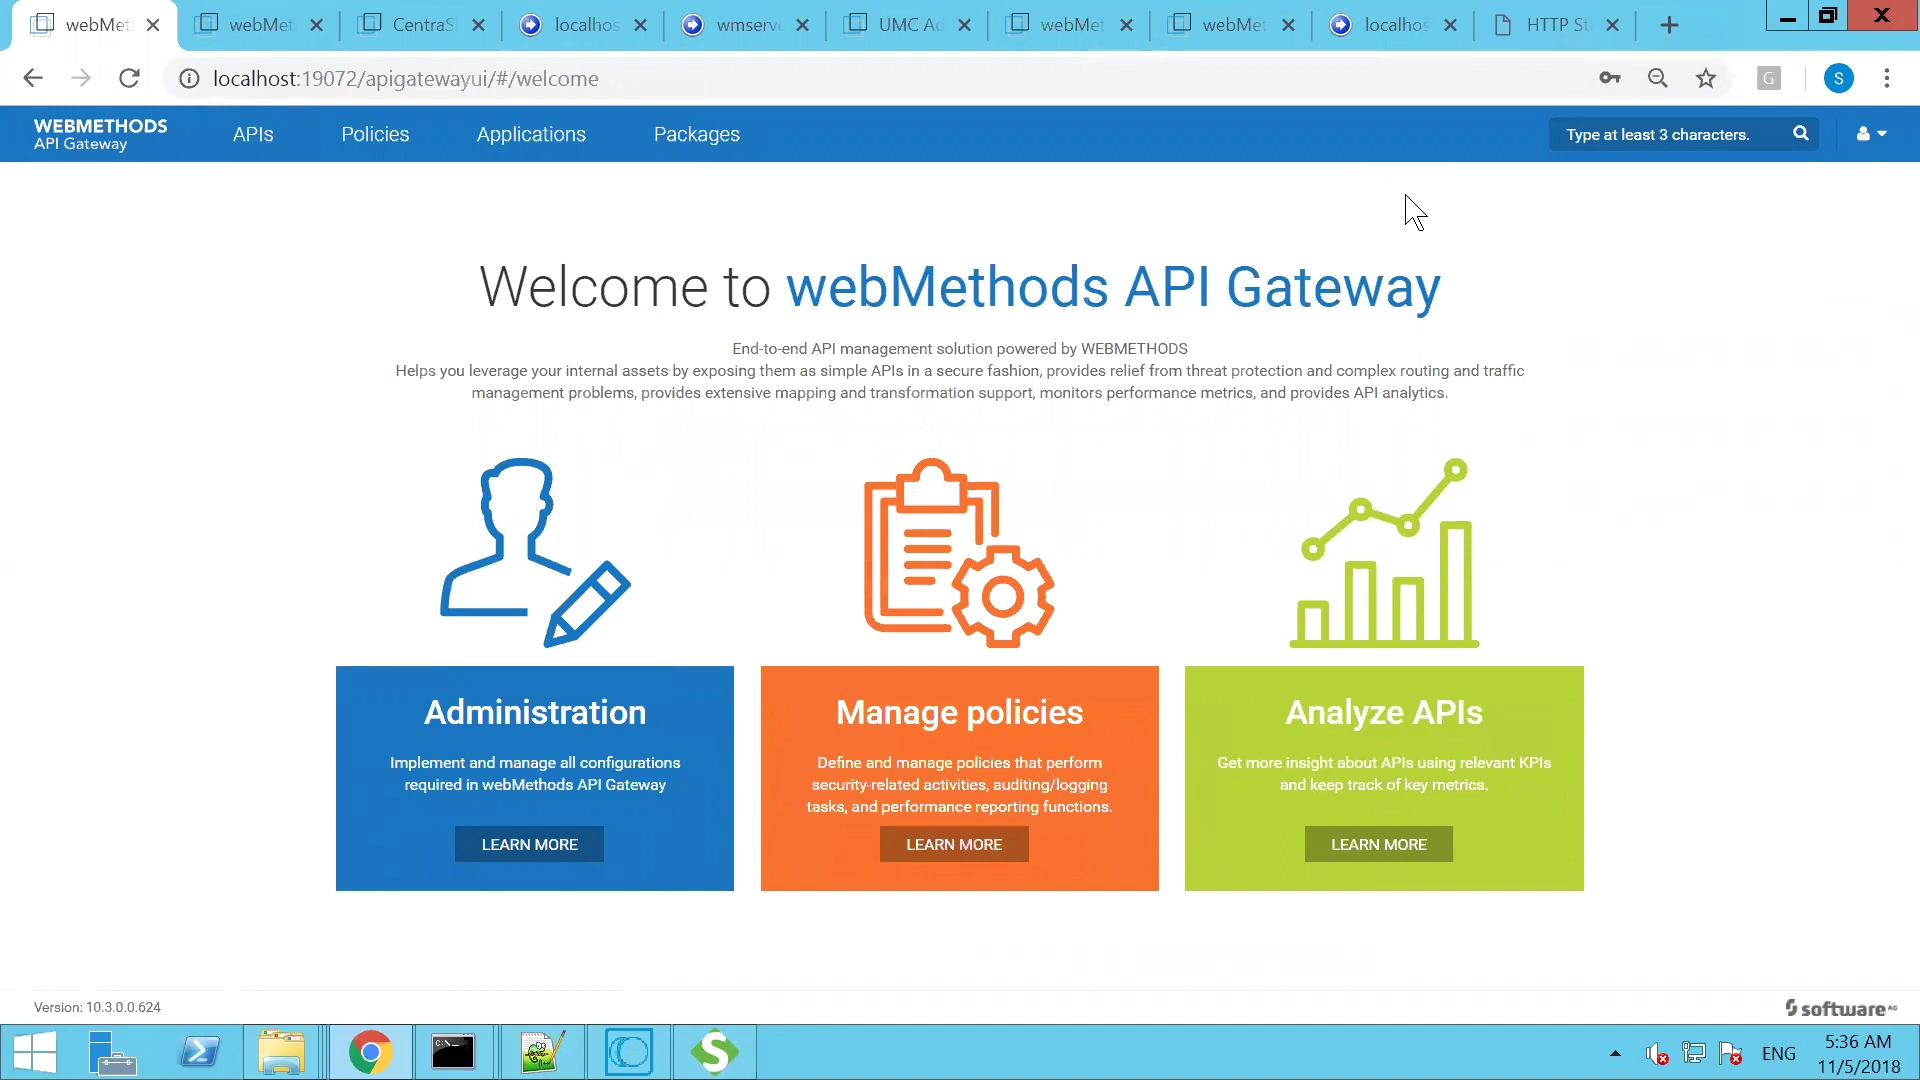 webMet
webMet
CentraS
localhos
wmserve
UMC Ad
webMet
webMet
localhos
HTTP St
localhost:19072/apigatewayui/#/welcome
G
S
WEBMETHODS
API Gateway
APIs
Policies
Applications
Packages
Type at least 3 characters.
Welcome to webMethods API Gateway
End-to-end API management solution powered by WEBMETHODS
Helps you leverage your internal assets by exposing them as simple APIs in a secure fashion, provides relief from threat protection and complex routing and traffic
management problems, provides extensive mapping and transformation support, monitors performance metrics, and provides API analytics.
Administration
Implement and manage all configurations
required in webMethods API Gateway
LEARN MORE
Manage policies
Define and manage policies that perform
security-related activities, auditing/logging
tasks, and performance reporting functions.
LEARN MORE
Analyze APIs
Get more insight about APIs using relevant KPIs
and keep track of key metrics.
LEARN MORE
Version: 10.3.0.0.624
software AG
C:\_
S
ENG
5:36 AM
11/5/2018